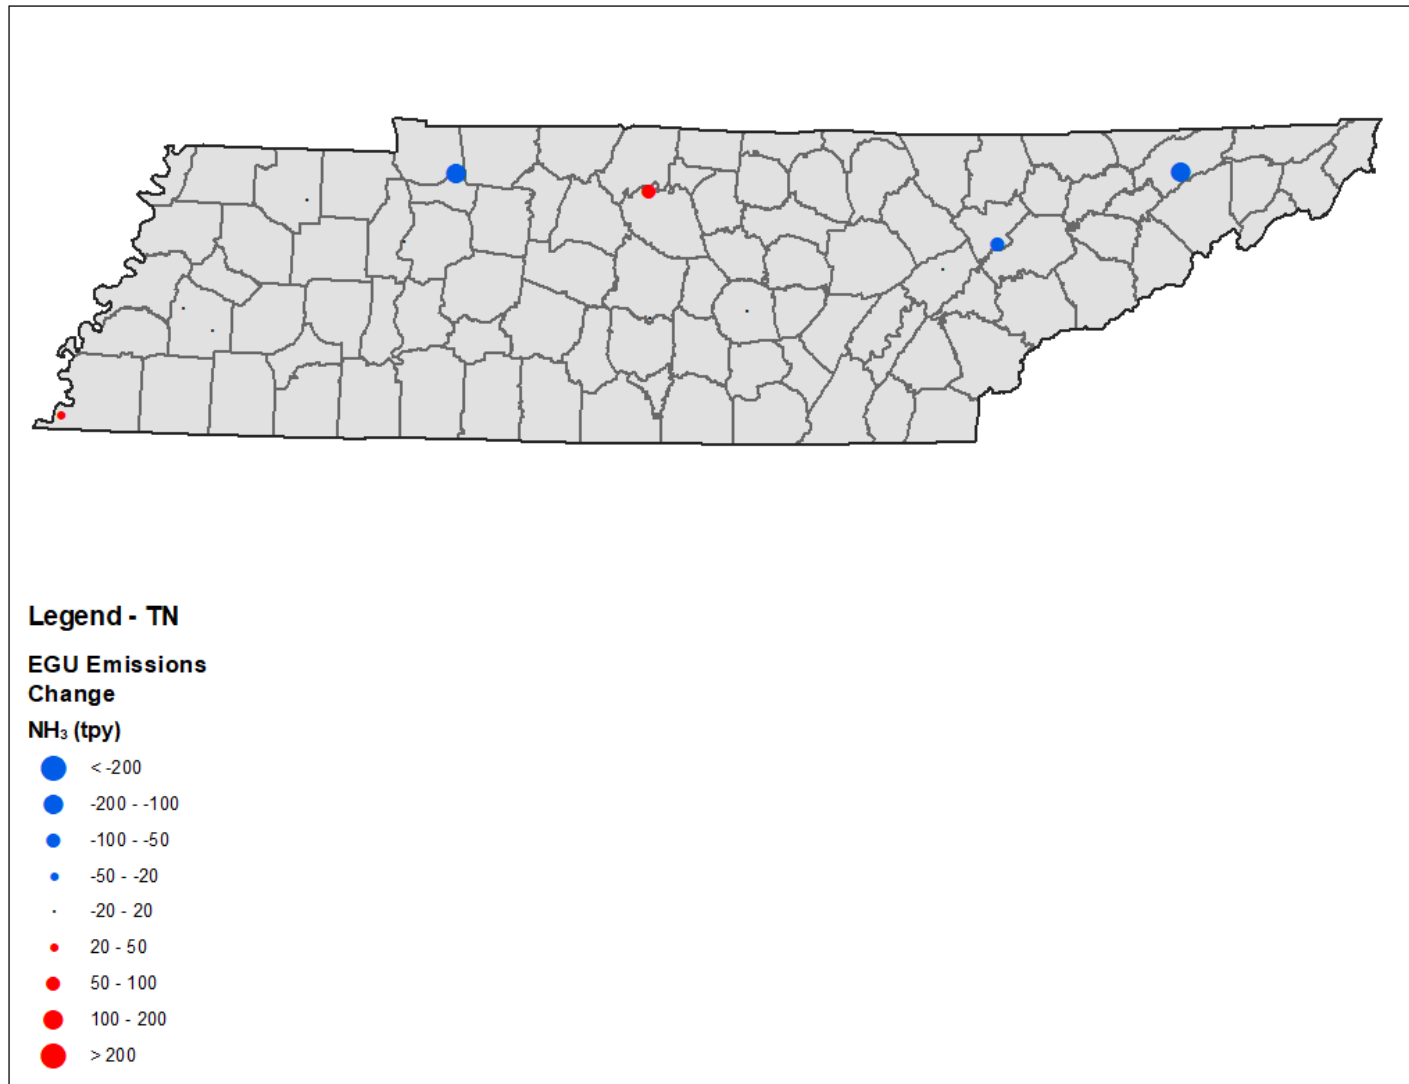 Legend - TN
EGU Emissions
Change
NH₃ (tpy)
< -200
-200 - -100
-100 - -50
-50 - -20
-20 - 20
20 - 50
50 - 100
100 - 200
> 200